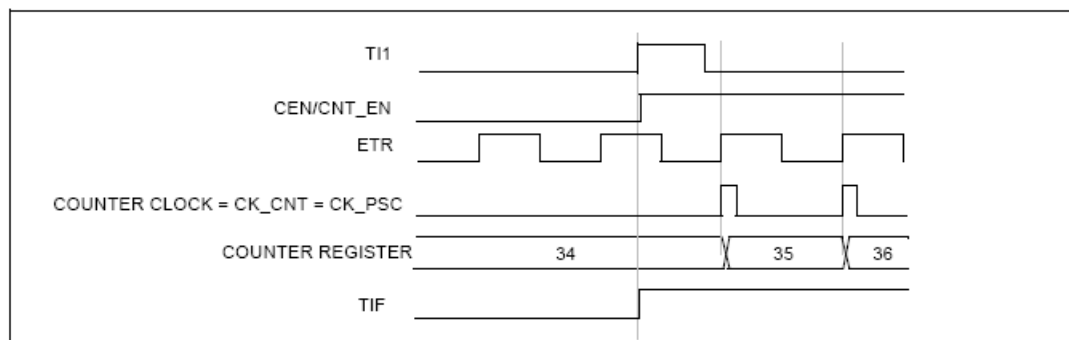 TI1
CEN/CNT_EN
ETR
COUNTER CLOCK = CK_CNT = CK_PSC
COUNTER REGISTER 34 35 36
TIF